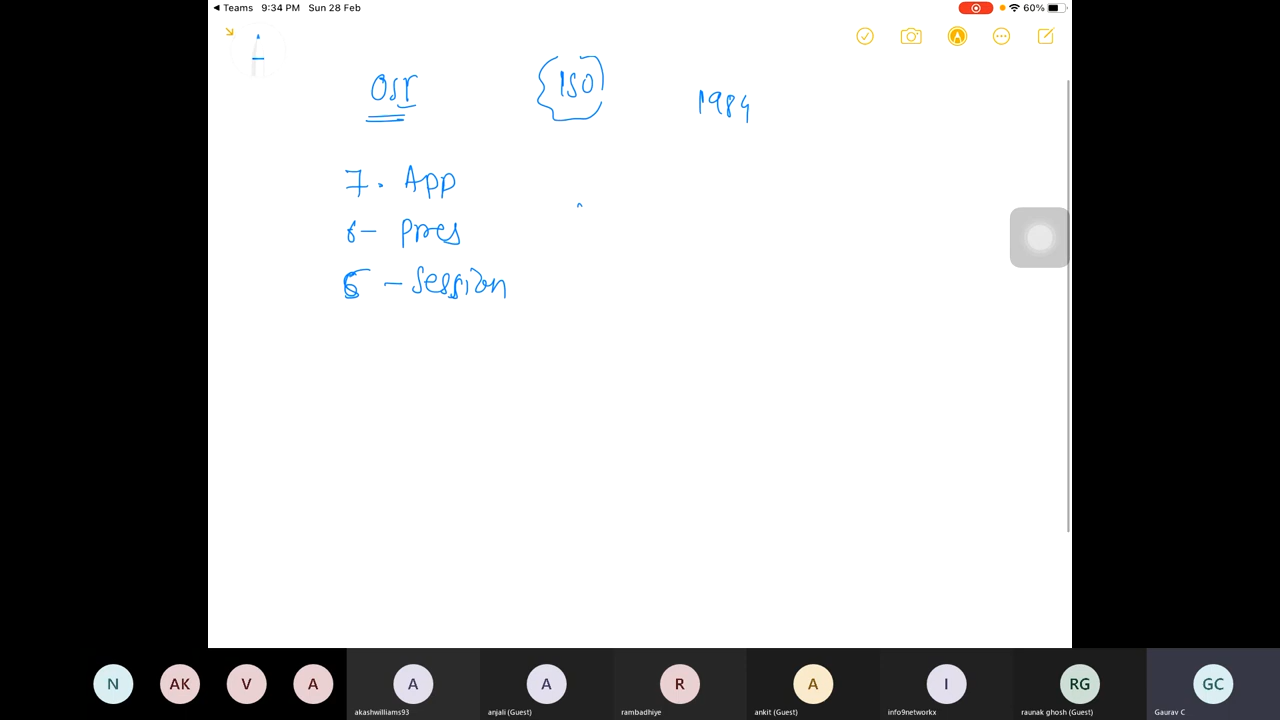 Teams 9:34 PM Sun 28 Feb 60%
OSI {ISO} 1984
7. App
6- Pres
5 - Session
N AK V A A A R A I RG GC
akashwilliams93 anjali (Guest) rambadhiye ankit (Guest) info9networkx raunak ghosh (Guest) Gaurav C